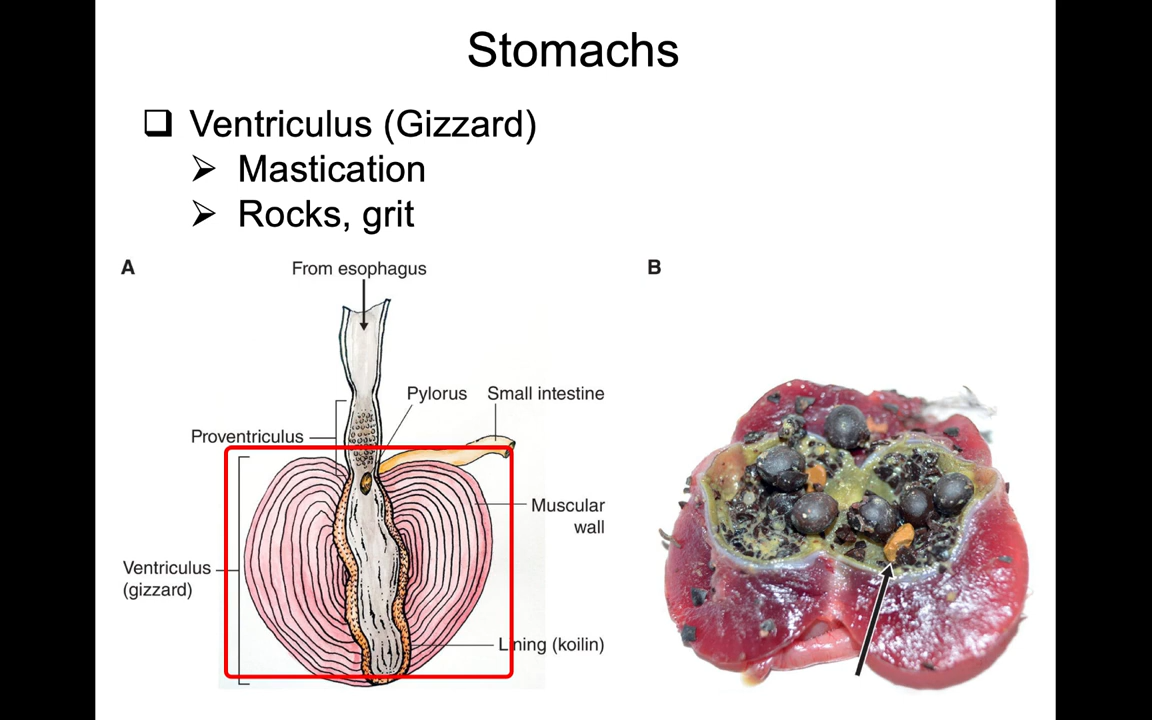 Stomachs
Ventriculus (Gizzard)
Mastication
Rocks, grit
A
From esophagus
Pylorus
Small intestine
Proventriculus
Muscular
wall
Ventriculus
(gizzard)
Lining (koilin)
B